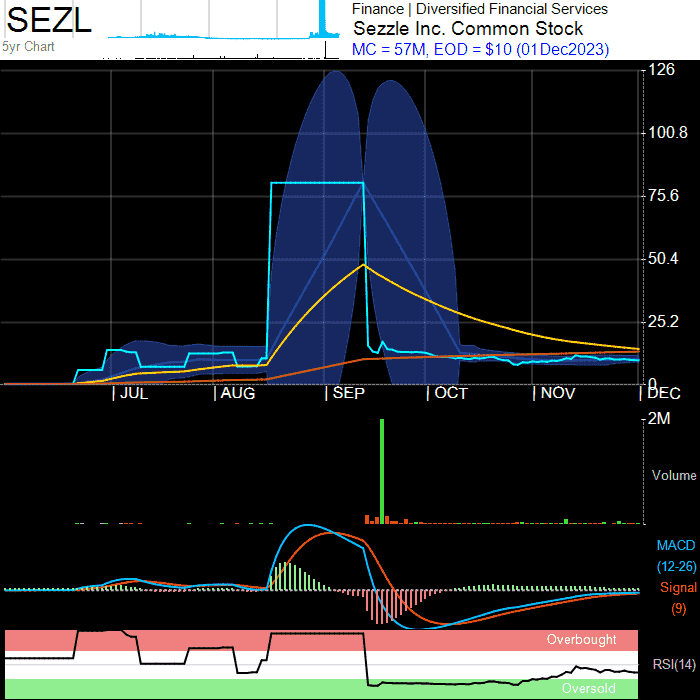 SEZL
5yr Chart
Finance | Diversified Financial Services
Sezzle Inc. Common Stock
MC = 57M, EOD = $10 (01Dec2023)
126
100.8
75.6
50.4
25.2
0
| JUL | AUG | SEP | OCT | NOV | DEC
2M
Volume
MACD
(12-26)
Signal
(9)
Overbought
RSI(14)
Oversold